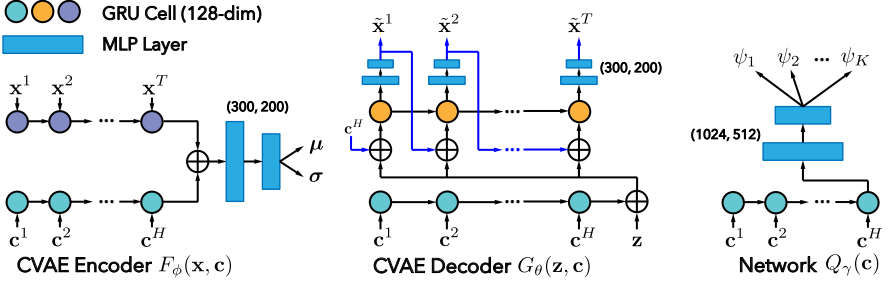 GRU Cell (128-dim)
MLP Layer
x¹ x² x^T
(300, 200)
μ
σ
c¹ c² c^H
CVAE Encoder F_ϕ(x, c)
x̃¹ x̃² x̃^T
(300, 200)
c^H
c¹ c² c^H z
CVAE Decoder G_θ(z, c)
ψ₁ ψ₂ ··· ψ_K
(1024, 512)
c¹ c² c^H
Network Q_γ(c)